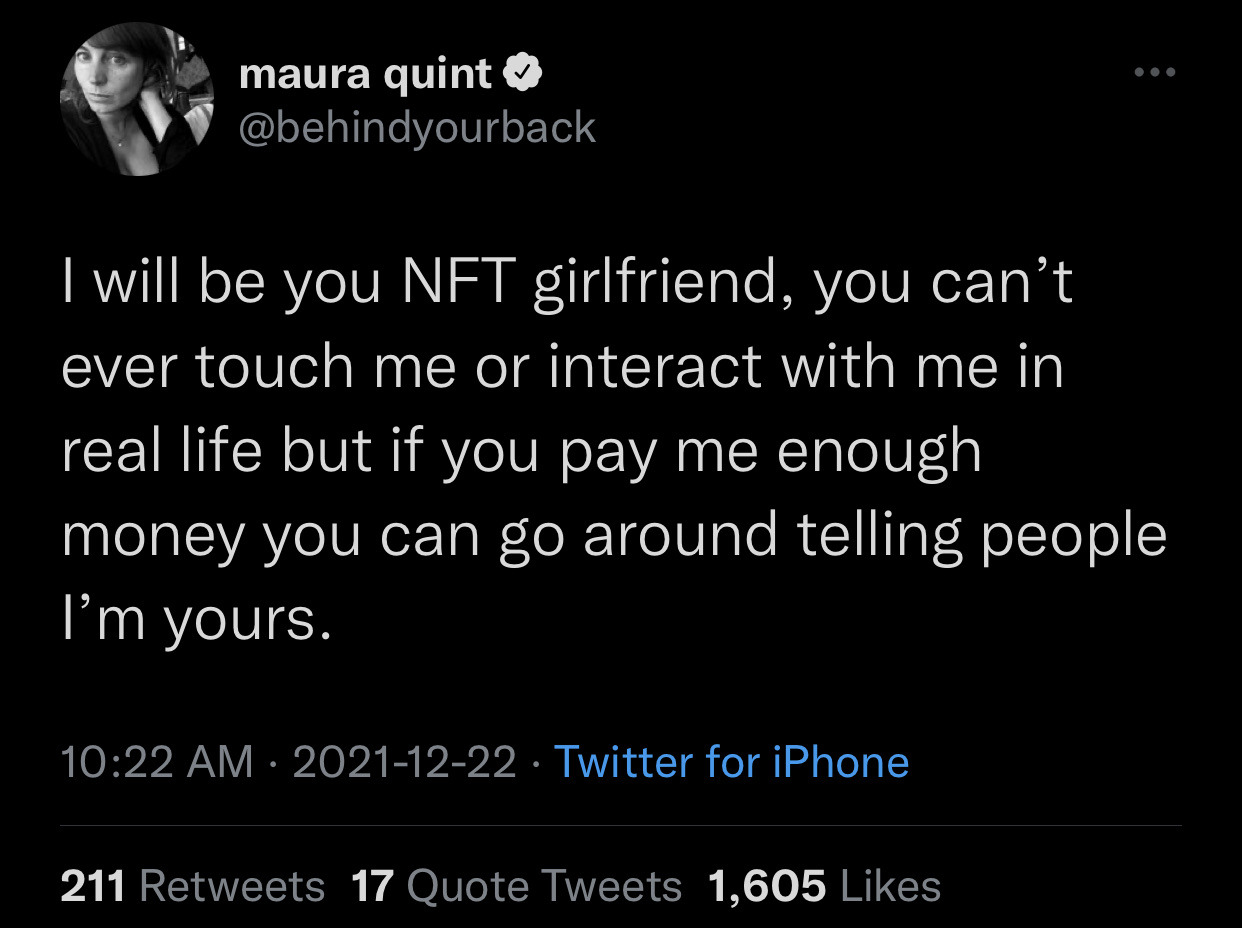 maura quint
@behindyourback
I will be you NFT girlfriend, you can’t
ever touch me or interact with me in
real life but if you pay me enough
money you can go around telling people
I’m yours.
10:22 AM · 2021-12-22 · Twitter for iPhone
211 Retweets 17 Quote Tweets 1,605 Likes